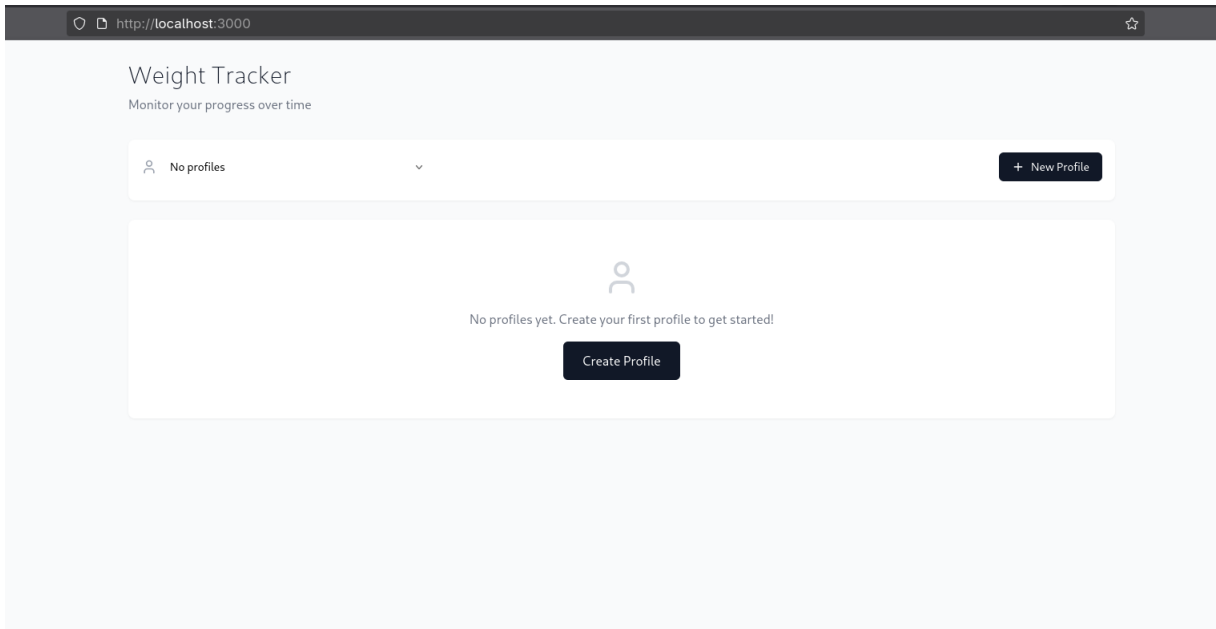 http://localhost:3000
Weight Tracker
Monitor your progress over time
No profiles
+ New Profile
No profiles yet. Create your first profile to get started!
Create Profile